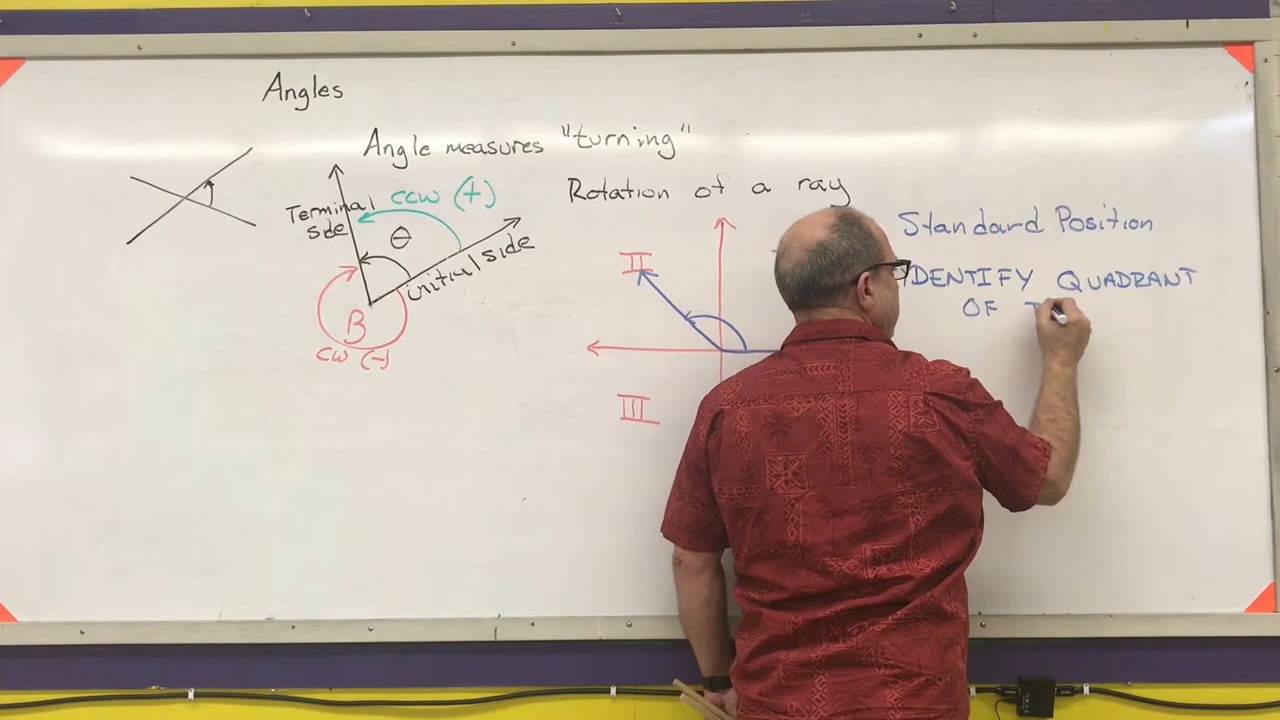 Angles
Angle measures "turning"
Rotation of a ray
Terminal
side
ccw (+)
θ
initial side
B
cw (-)
II
III
Standard Position
IDENTIFY QUADRANT
OF T